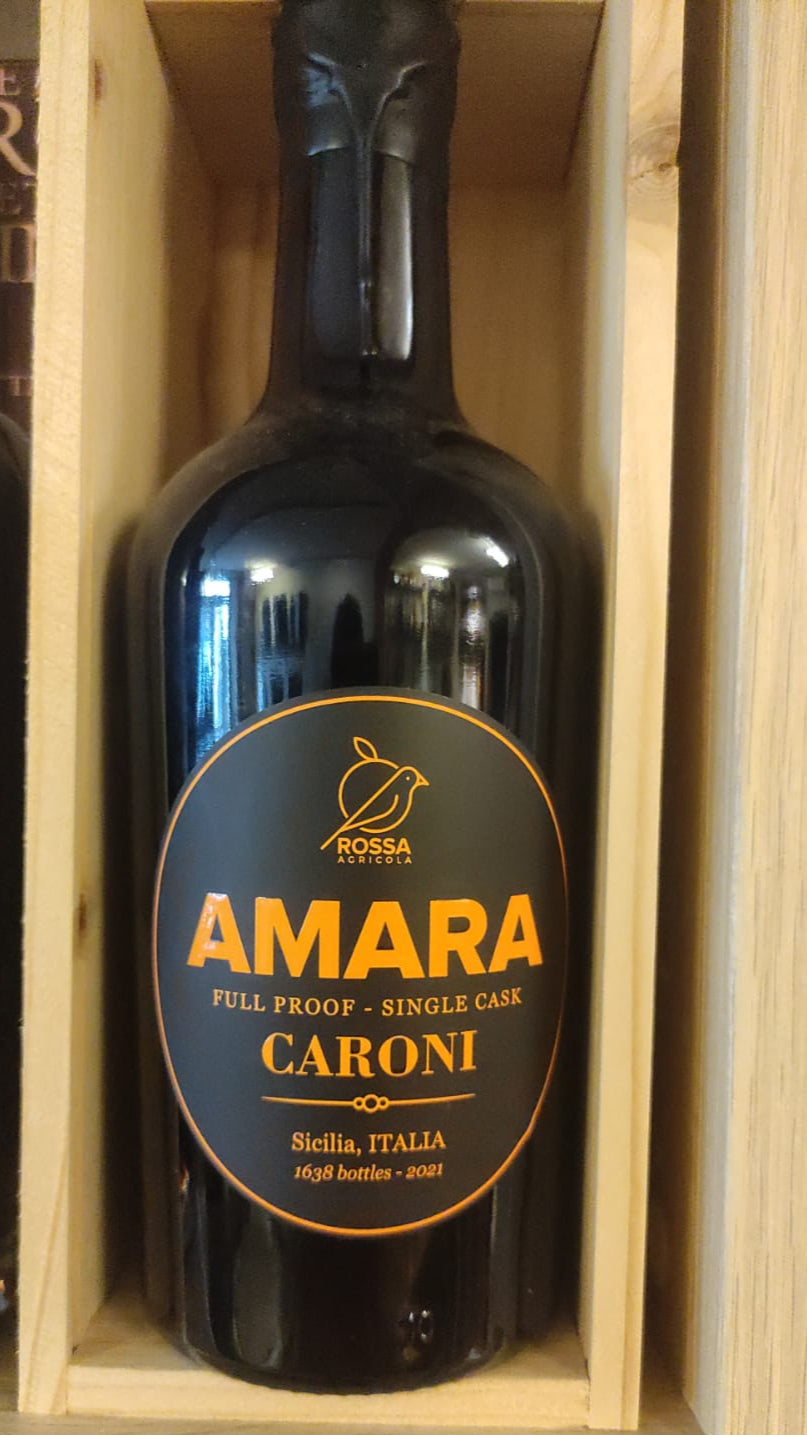 ROSSA
AGRICOLA
AMARA
FULL PROOF - SINGLE CASK
CARONI
Sicilia, ITALIA
1638 bottles - 2021